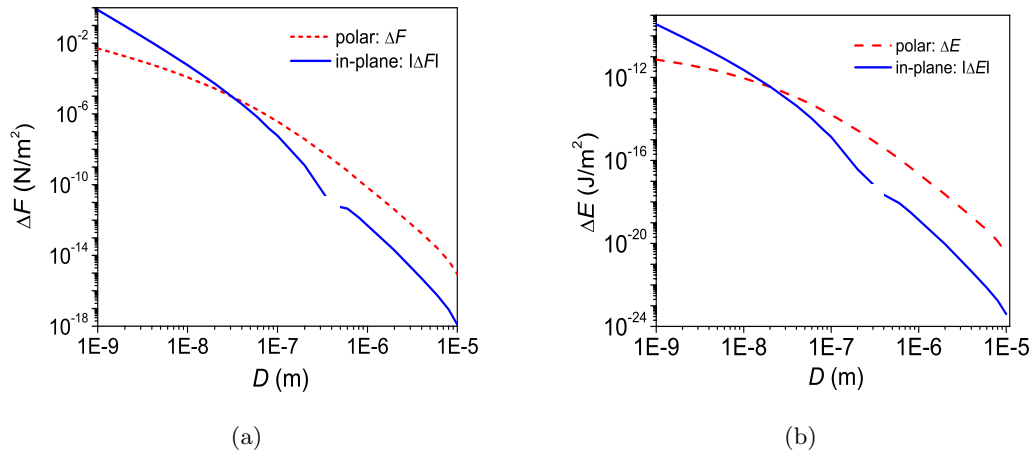 10^-2
10^-6
10^-10
10^-14
10^-18
ΔF (N/m^2)
polar: ΔF
in-plane: |ΔF|
1E-9 1E-8 1E-7 1E-6 1E-5
D (m)
(a)
10^-12
10^-16
10^-20
10^-24
ΔE (J/m^2)
polar: ΔE
in-plane: |ΔE|
1E-9 1E-8 1E-7 1E-6 1E-5
D (m)
(b)